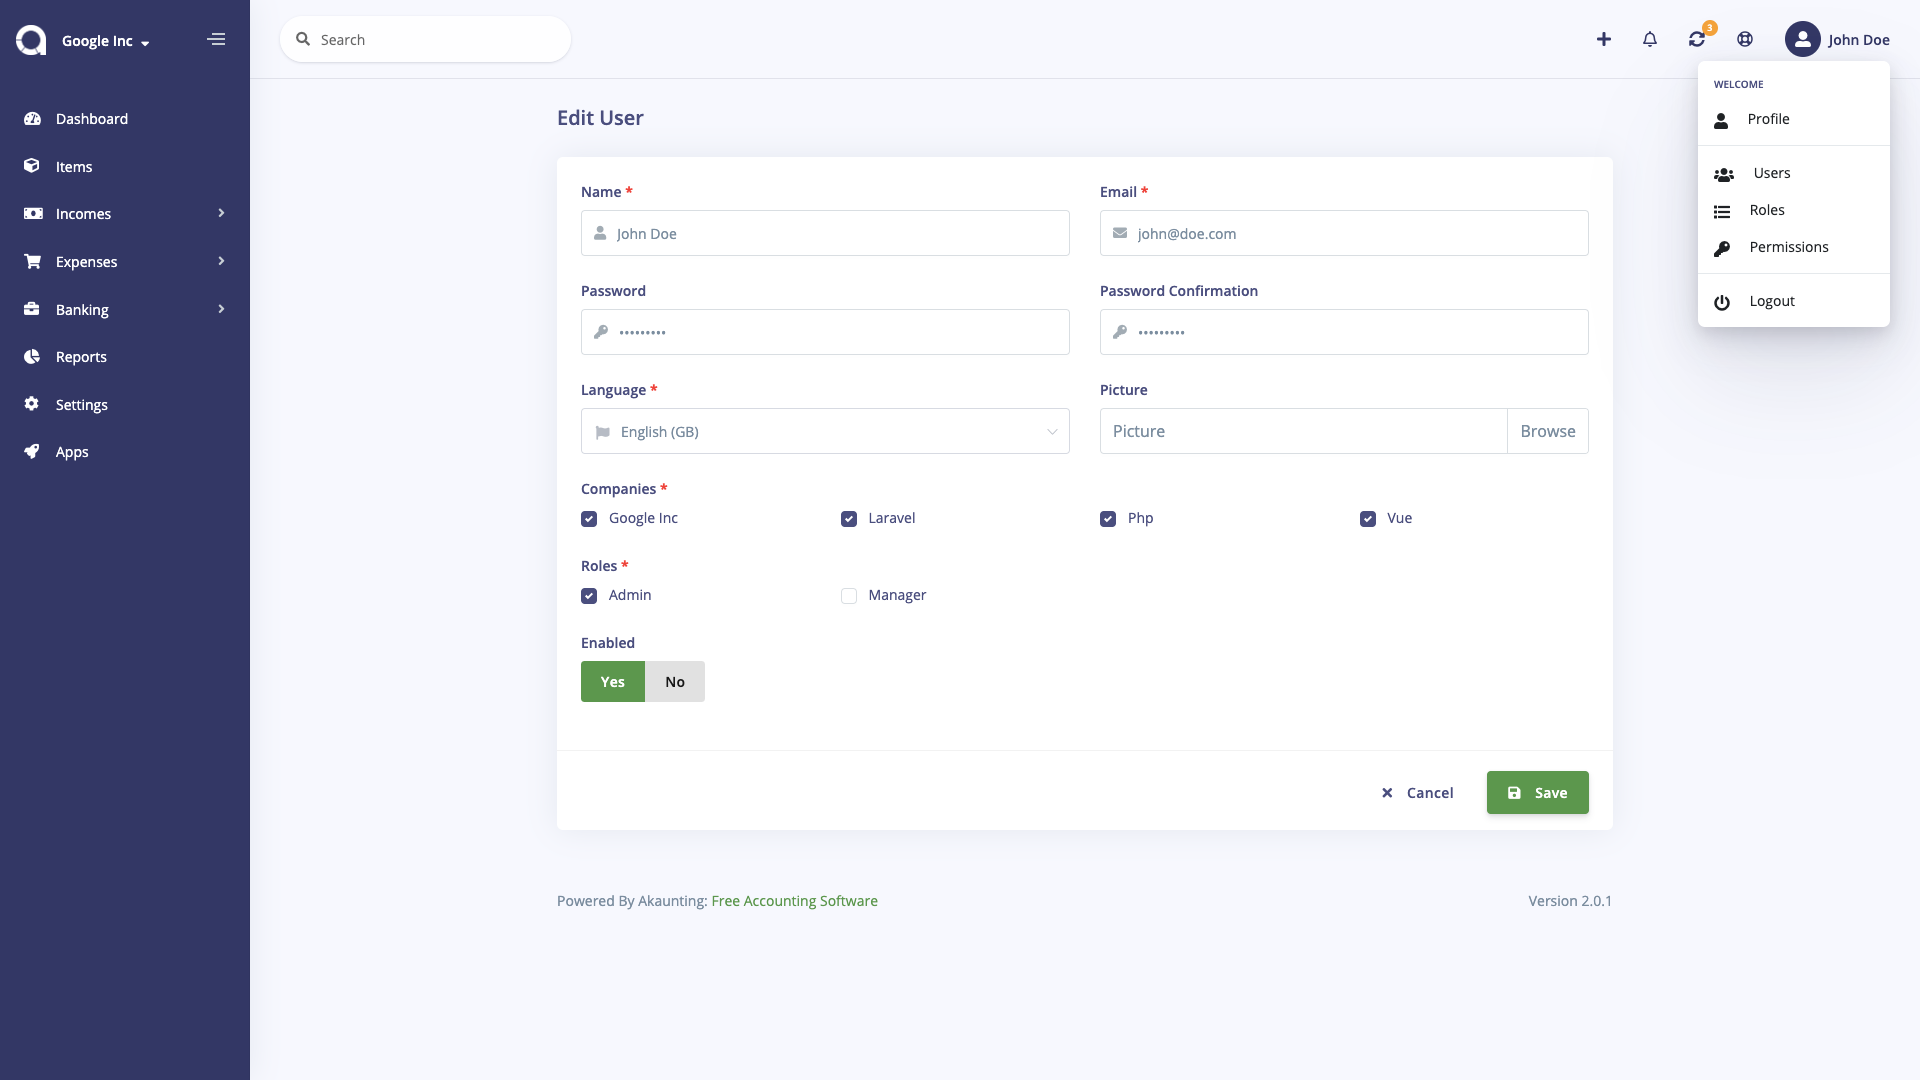 Google Inc
Search
3
John Doe
WELCOME
Profile
Users
Roles
Permissions
Logout
Dashboard
Items
Incomes
Expenses
Banking
Reports
Settings
Apps
Edit User
Name *
Email *
John Doe
john@doe.com
Password
Password Confirmation
•••••••••
•••••••••
Language *
Picture
English (GB)
Picture
Browse
Companies *
Google Inc
Laravel
Php
Vue
Roles *
Admin
Manager
Enabled
Yes
No
Cancel
Save
Powered By Akaunting: Free Accounting Software
Version 2.0.1